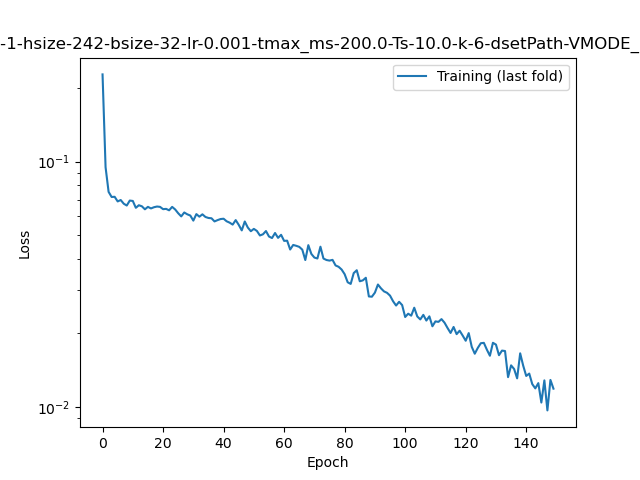 -1-hsize-242-bsize-32-lr-0.001-tmax_ms-200.0-Ts-10.0-k-6-dsetPath-VMODE_
Training (last fold)
10⁻¹
10⁻²
Loss
0 20 40 60 80 100 120 140
Epoch